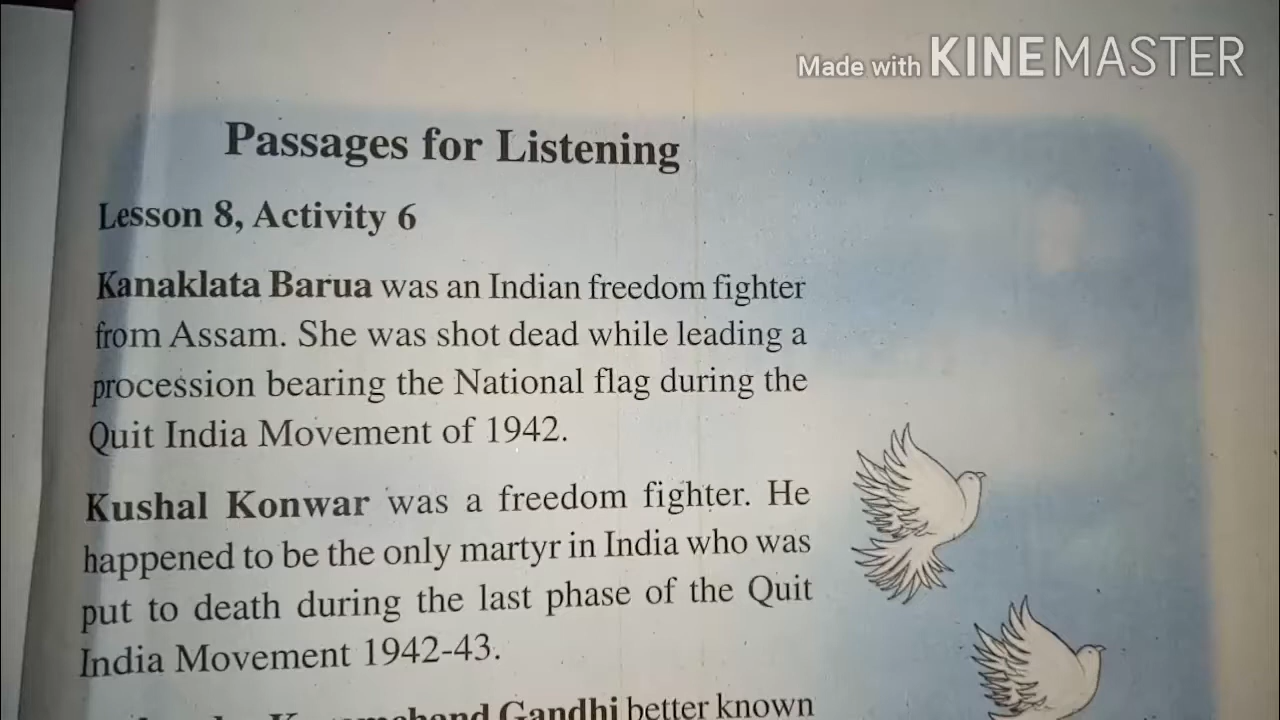 Made with KINEMASTER
Passages for Listening
Lesson 8, Activity 6
Kanaklata Barua was an Indian freedom fighter
from Assam. She was shot dead while leading a
procession bearing the National flag during the
Quit India Movement of 1942.
Kushal Konwar was a freedom fighter. He
happened to be the only martyr in India who was
put to death during the last phase of the Quit
India Movement 1942-43.
Gandhi better known